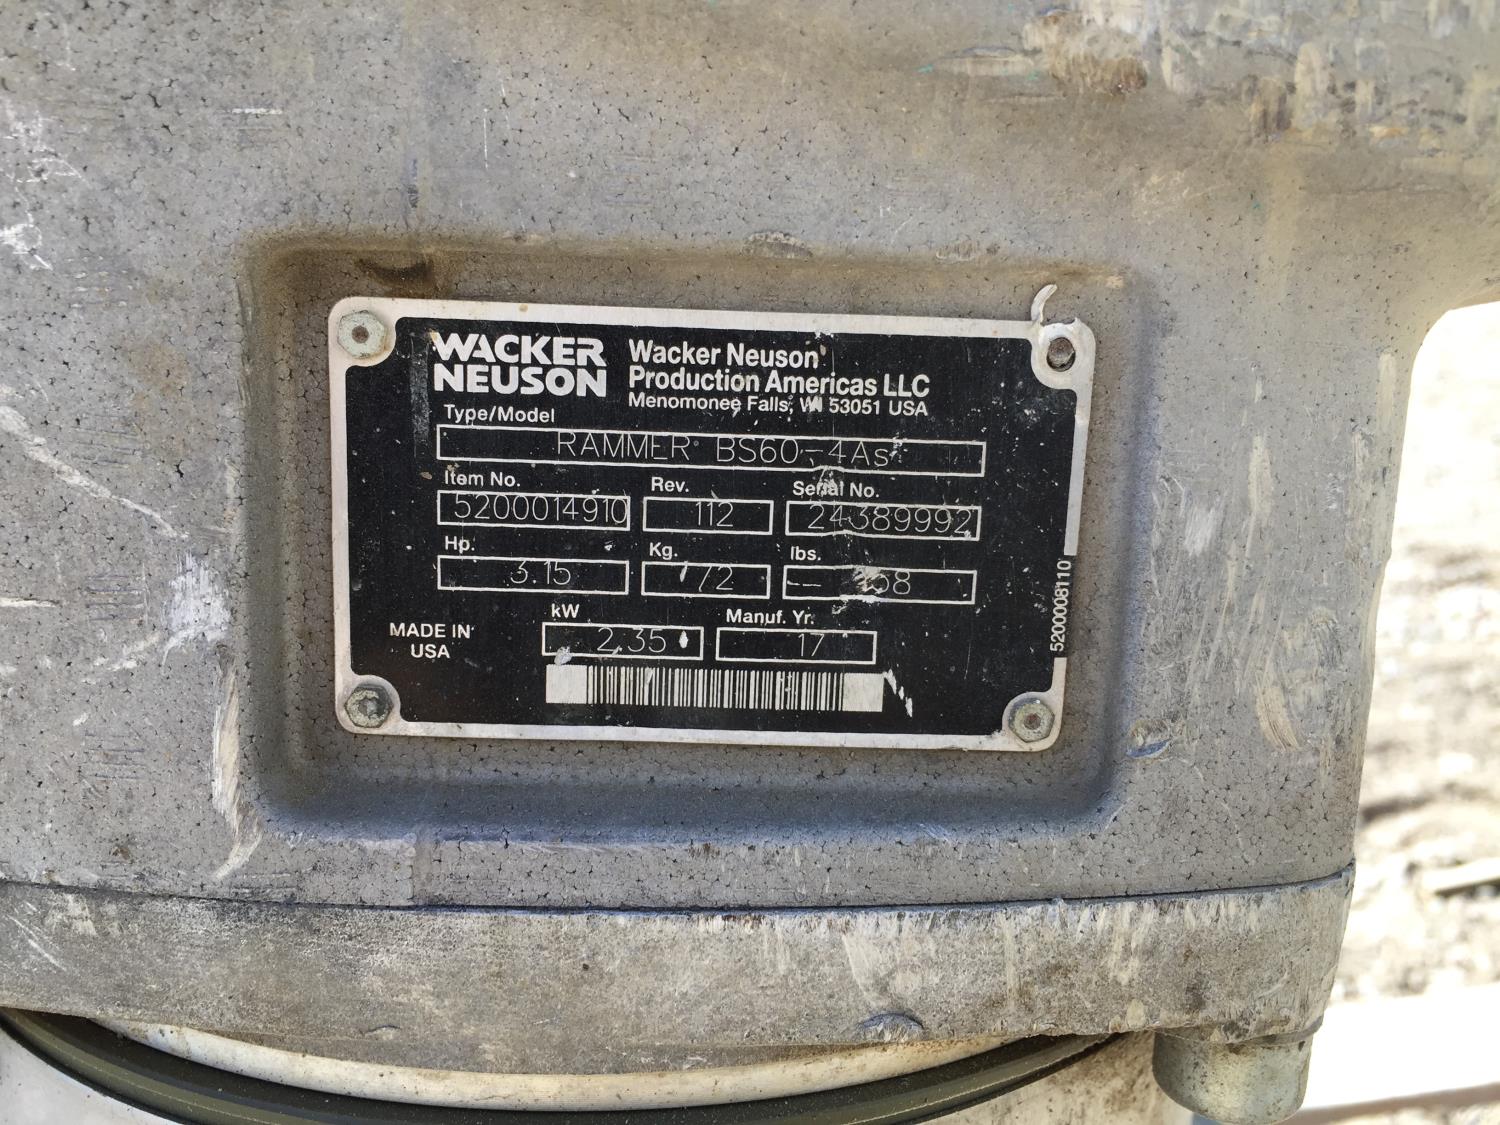 WACKER
NEUSON
Wacker Neuson
Production Americas LLC
Menomonee Falls, WI 53051 USA
Type/Model
RAMMER BS60-4As
Item No. Rev. Serial No.
5200014910 112 24389992
Hp. Kg. lbs.
3.15 72
kW Manuf. Yr.
2.35 17
MADE IN
USA
5200008110